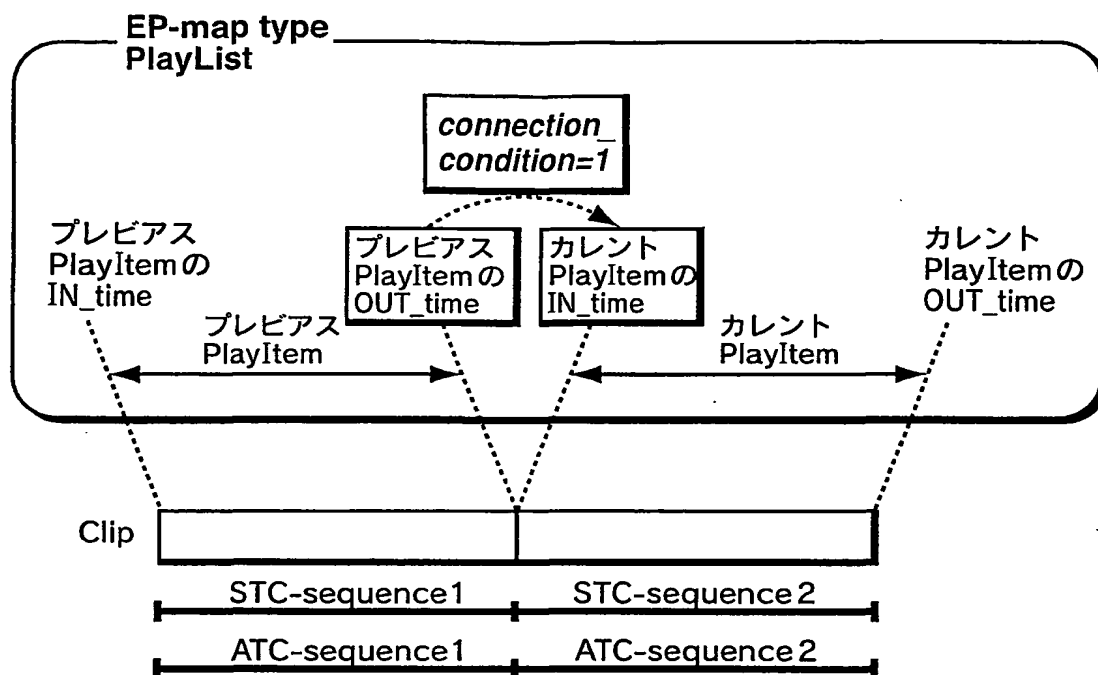 EP-map type
PlayList
connection_
condition=1
プレビアス
PlayItemの
IN_time
プレビアス
PlayItemの
OUT_time
カレント
PlayItemの
IN_time
カレント
PlayItemの
OUT_time
プレビアス
PlayItem
カレント
PlayItem
Clip
STC-sequence1
STC-sequence2
ATC-sequence1
ATC-sequence2